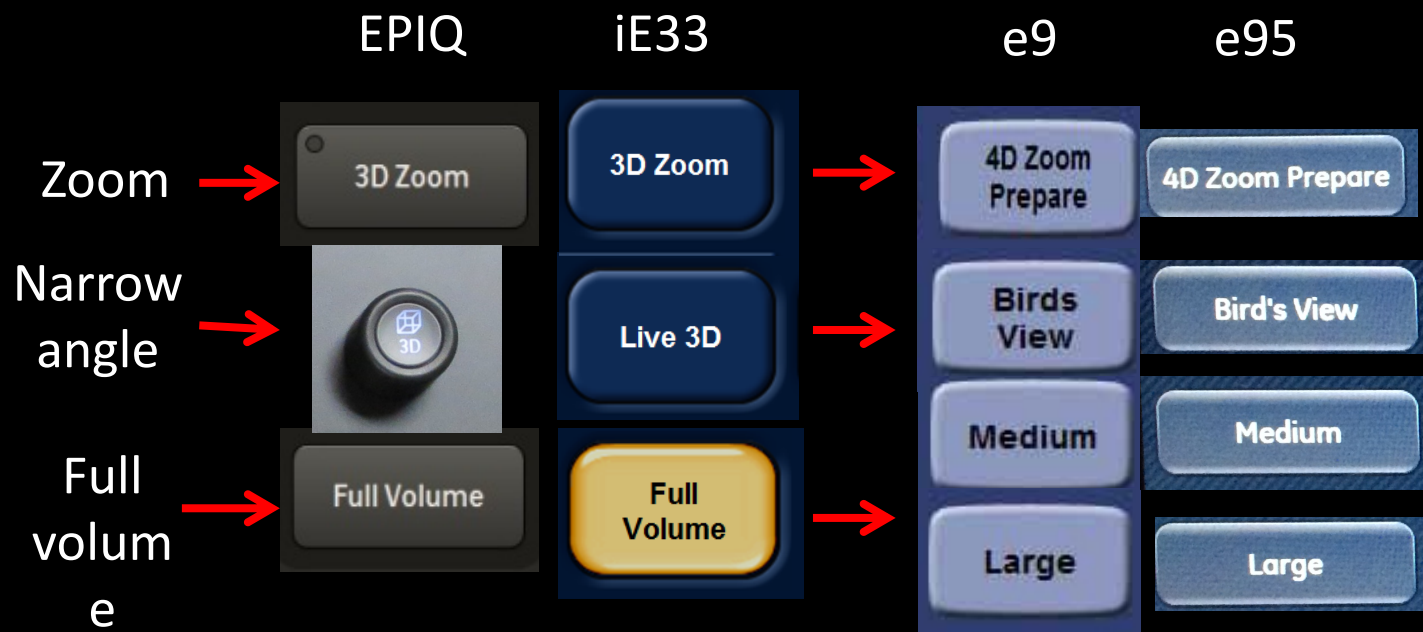 EPIQ
iE33
e9
e95
Zoom
3D Zoom
3D Zoom
4D Zoom
Prepare
4D Zoom Prepare
Narrow
angle
3D
Live 3D
Birds
View
Bird's View
Medium
Medium
Full
volum
e
Full Volume
Full
Volume
Large
Large